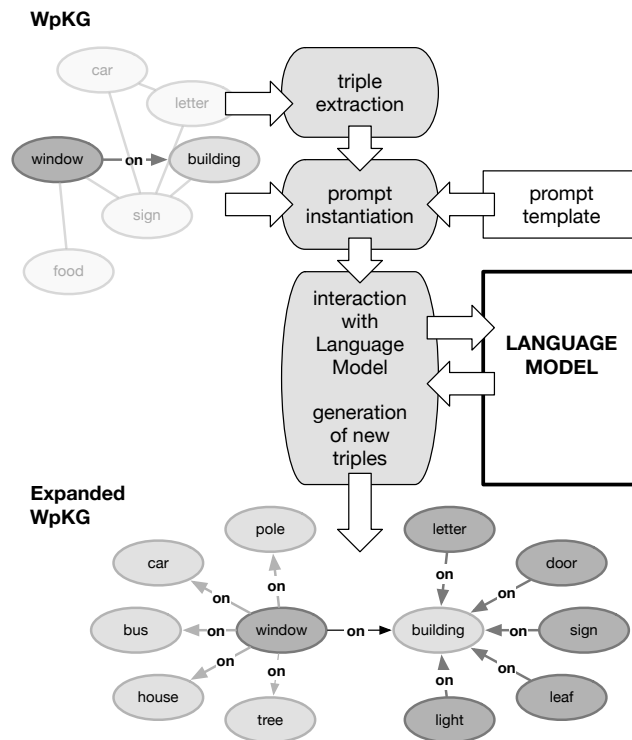 WpKG
car
letter
window
on
building
sign
food
triple
extraction
prompt
instantiation
prompt
template
interaction
with
Language
Model
generation
of new
triples
LANGUAGE
MODEL
Expanded
WpKG
pole
letter
car
on
on
door
on
on
bus
on
window
on
building
on
sign
on
on
on
on
house
leaf
tree
light